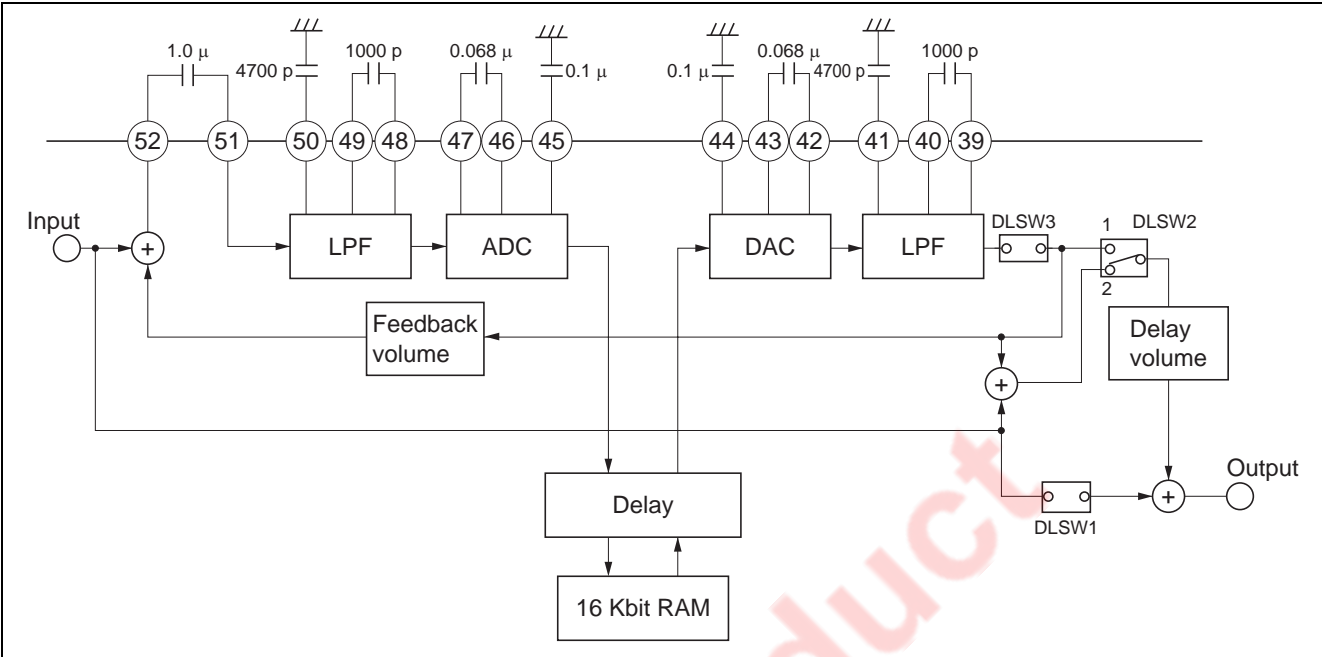 1.0 μ
4700 p
1000 p
0.068 μ
0.1 μ
0.1 μ
0.068 μ
4700 p
1000 p
52
51
50
49
48
47
46
45
44
43
42
41
40
39
Input
+
LPF
ADC
DAC
LPF
DLSW3
1
2
DLSW2
Feedback
volume
Delay
volume
+
Delay
DLSW1
+
Output
16 Kbit RAM
duct